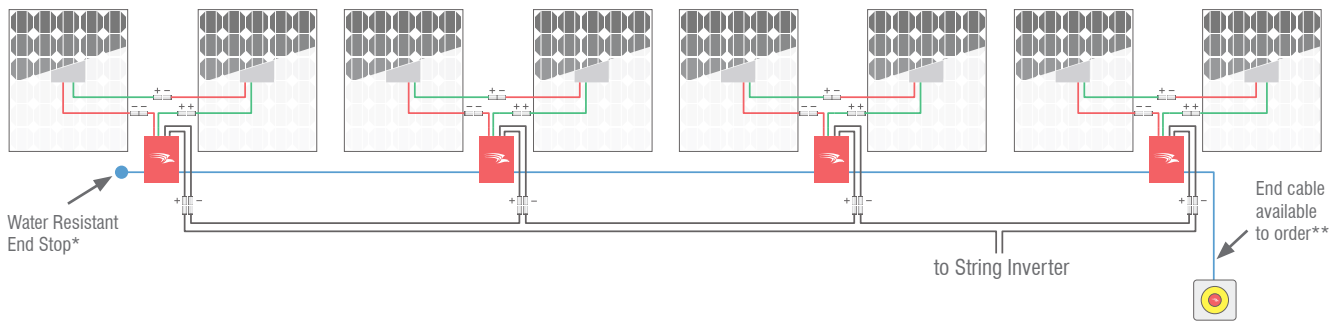 + -
+ -
+ -
+ -
- - + +
- - + +
- - + +
- - + +
+ -
+ -
+ -
+ -
Water Resistant
End Stop*
to String Inverter
End cable
available
to order**